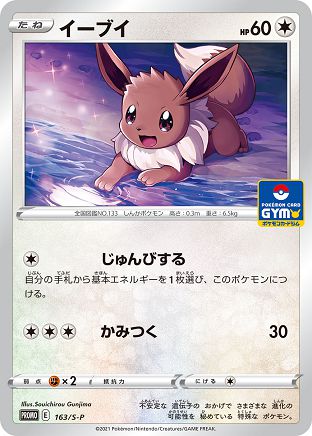 たね イーブイ HP60
全国図鑑NO.133 しんかポケモン 高さ：0.3m 重さ：6.5kg
POKÉMON CARD
GYM
ポケモンカードジム
じゅんびする
自分の手札から基本エネルギーを1枚選び、このポケモンに
つける。
かみつく 30
弱点 ×2 抵抗力 にげる
Illus.Souichirou Gunjima
PROMO E 163/S-P
不安定な 遺伝子の おかげで さまざまな 進化の
可能性を 秘めている 特殊な ポケモン。
©2021 Pokémon/Nintendo/Creatures/GAME FREAK.